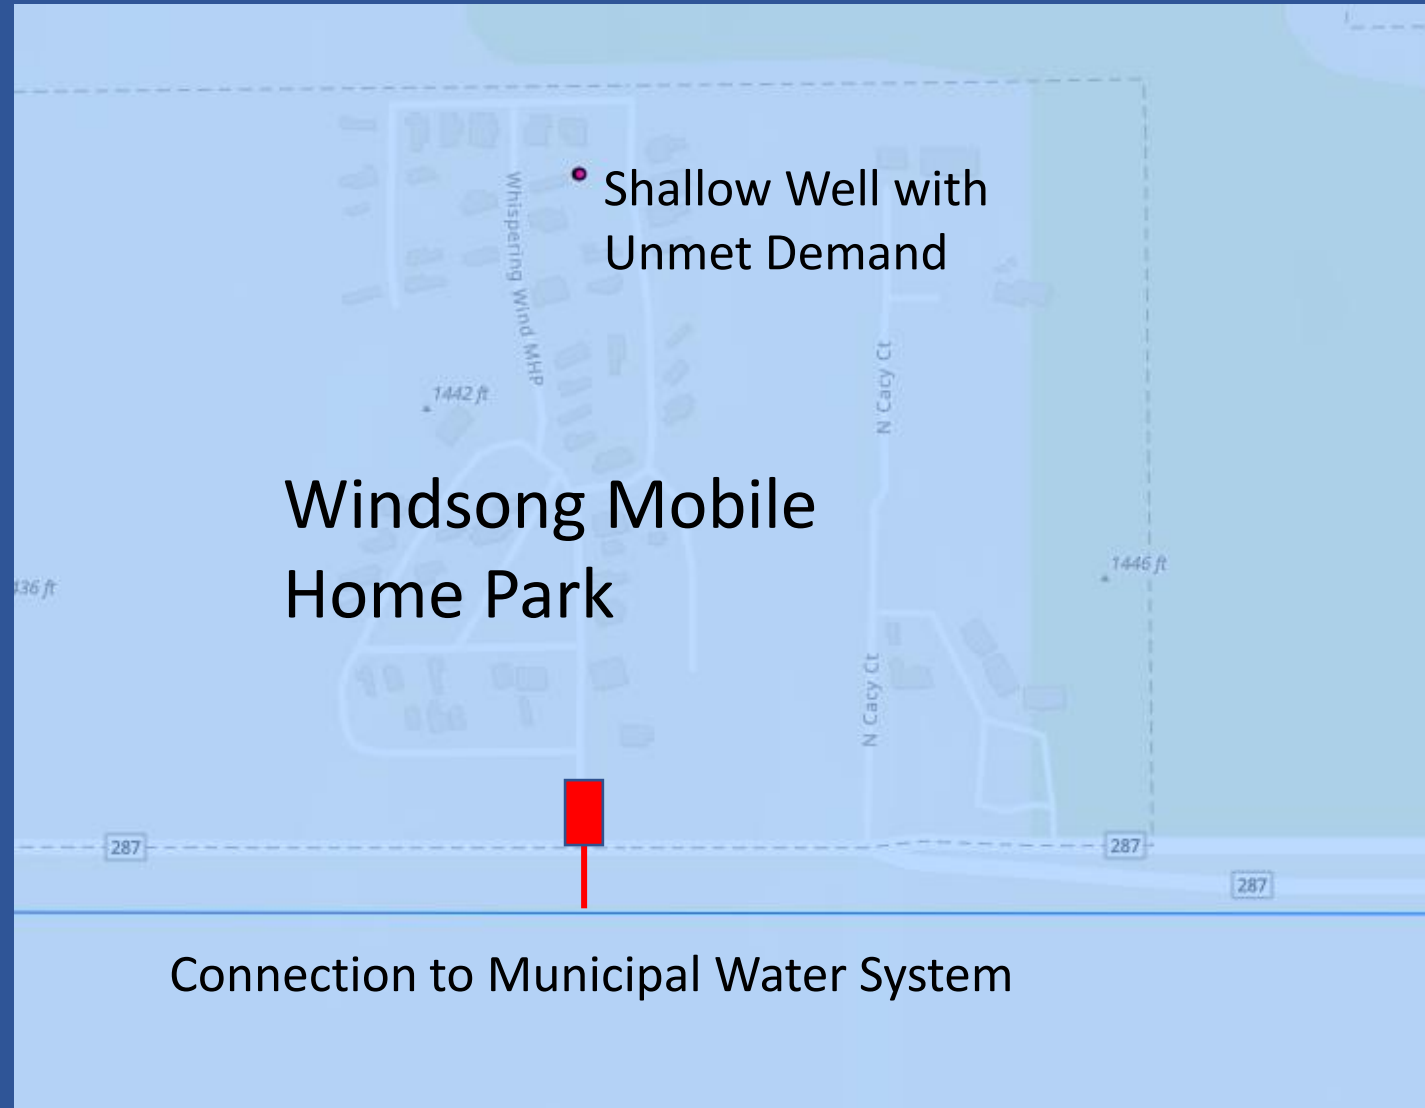 Shallow Well with
Unmet Demand
Whispering Wind MHP
N Cacy Ct
1442 ft
Windsong Mobile
Home Park
1446 ft
436 ft
N Cacy Ct
287
287
287
Connection to Municipal Water System